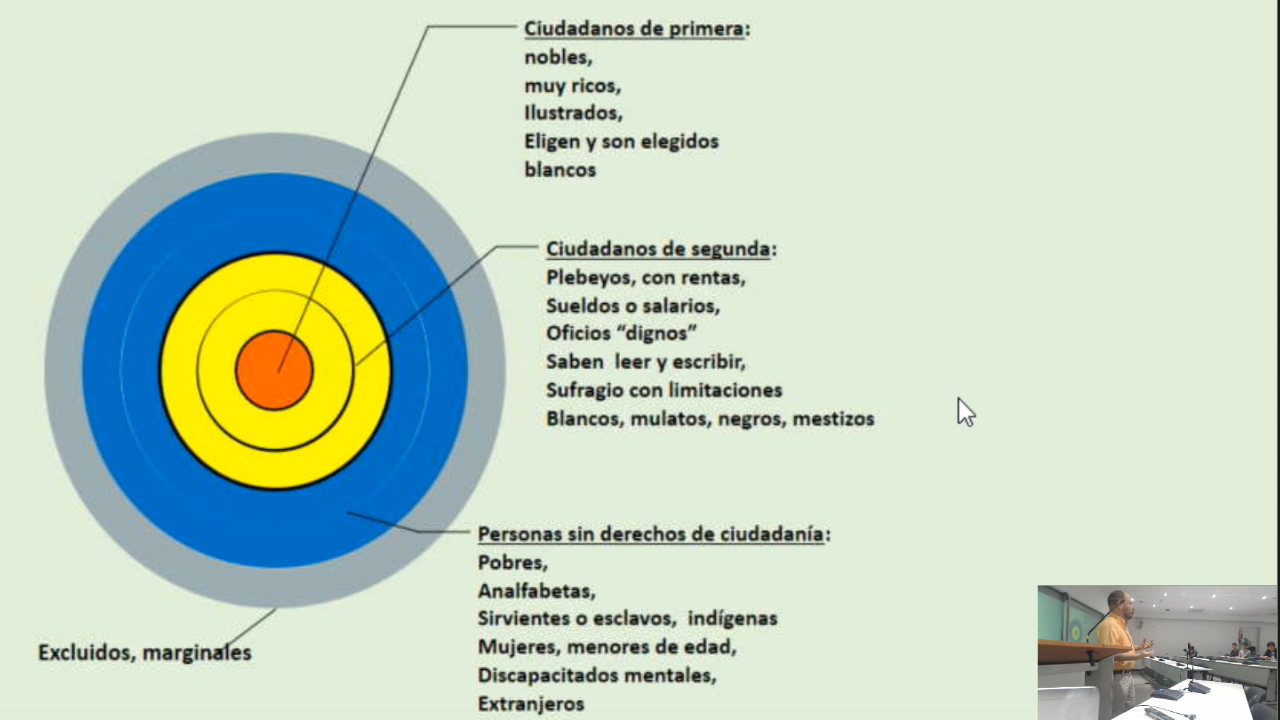 Ciudadanos de primera:
nobles,
muy ricos,
Ilustrados,
Eligen y son elegidos
blancos
Ciudadanos de segunda:
Plebeyos, con rentas,
Sueldos o salarios,
Oficios “dignos”
Saben leer y escribir,
Sufragio con limitaciones
Blancos, mulatos, negros, mestizos
Personas sin derechos de ciudadanía:
Pobres,
Analfabetas,
Sirvientes o esclavos, indígenas
Mujeres, menores de edad,
Discapacitados mentales,
Extranjeros
Excluidos, marginales